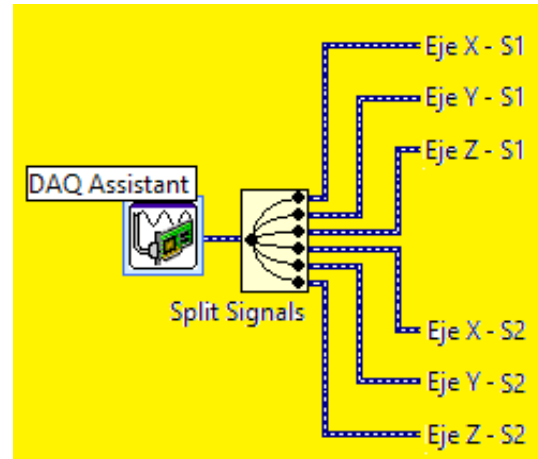 Eje X - S1
Eje Y - S1
Eje Z - S1
DAQ Assistant
Split Signals
Eje X - S2
Eje Y - S2
Eje Z - S2